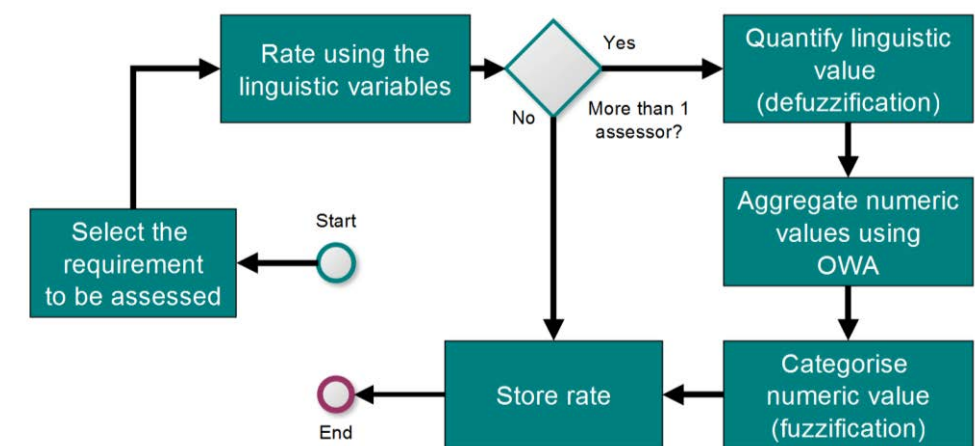 Rate using the
linguistic variables
Yes
No
More than 1
assessor?
Quantify linguistic
value
(defuzzification)
Aggregate numeric
values using
OWA
Categorise
numeric value
(fuzzification)
Store rate
Select the
requirement
to be assessed
Start
End